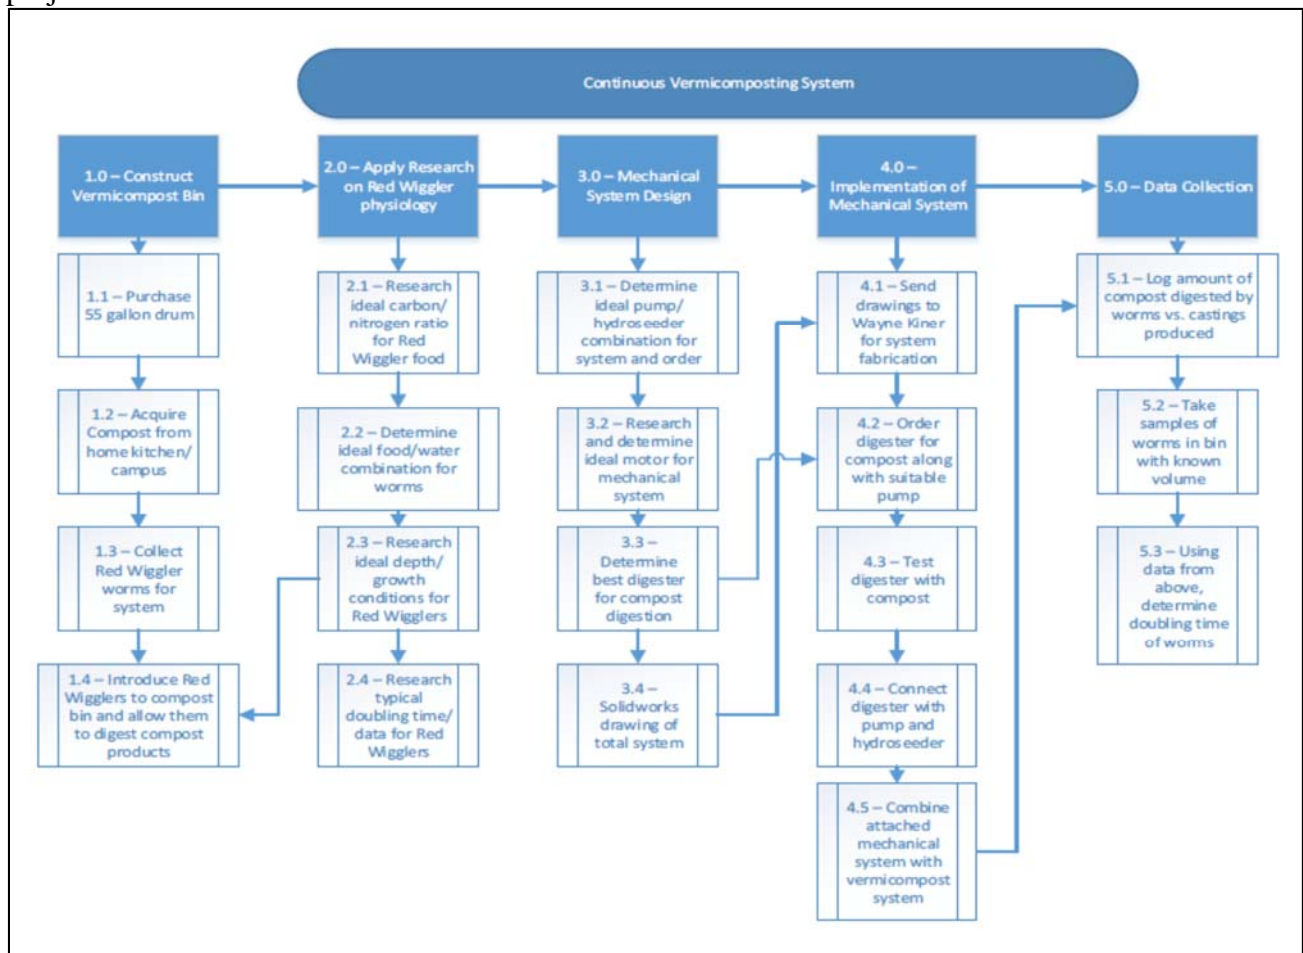 Continuous Vermicomposting System
1.0 – Construct
Vermicompost Bin
1.1 – Purchase
55 gallon drum
1.2 – Acquire
Compost from
home kitchen/
campus
1.3 – Collect
Red Wiggler
worms for
system
1.4 – Introduce Red
Wigglers to compost
bin and allow them
to digest compost
products
2.0 – Apply Research
on Red Wiggler
physiology
2.1 – Research
ideal carbon/
nitrogen ratio
for Red
Wiggler food
2.2 – Determine
ideal food/water
combination for
worms
2.3 – Research
ideal depth/
growth
conditions for
Red Wigglers
2.4 – Research
typical
doubling time/
data for Red
Wigglers
3.0 – Mechanical
System Design
3.1 – Determine
ideal pump/
hydroseeder
combination for
system and order
3.2 – Research
and determine
ideal motor for
mechanical
system
3.3 –
Determine
best digester
for compost
digestion
3.4 –
Solidworks
drawing of
total system
4.0 –
Implementation of
Mechanical System
4.1 – Send
drawings to
Wayne Kiner
for system
fabrication
4.2 – Order
digester for
compost along
with suitable
pump
4.3 – Test
digester with
compost
4.4 – Connect
digester with
pump and
hydroseeder
4.5 – Combine
attached
mechanical
system with
vermicompost
system
5.0 – Data Collection
5.1 – Log amount of
compost digested by
worms vs. castings
produced
5.2 – Take
samples of
worms in bin
with known
volume
5.3 – Using
data from
above,
determine
doubling time
of worms